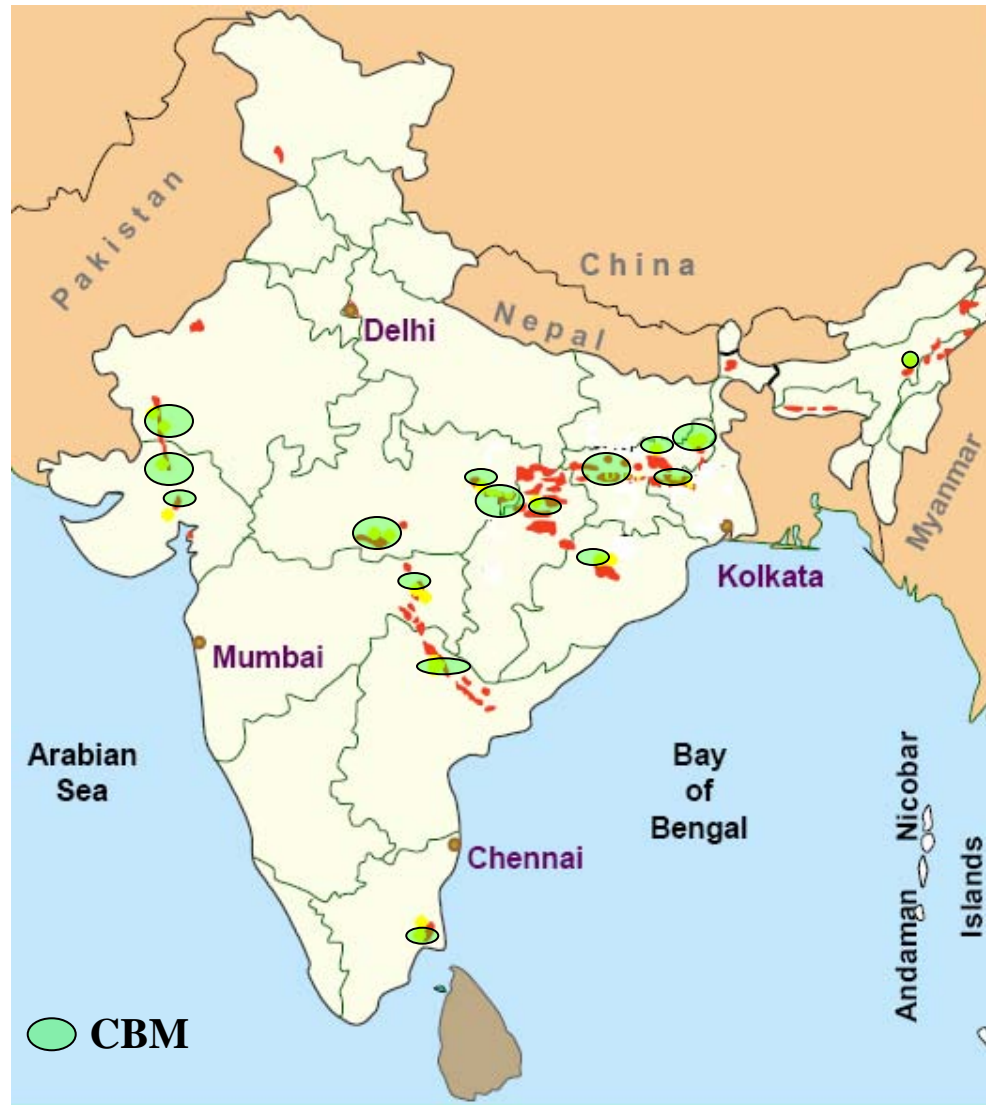 Pakistan
China
Nepal
Delhi
Myanmar
Kolkata
Mumbai
Arabian
Sea
Bay
of
Bengal
Chennai
Andaman Nicobar
Islands
CBM